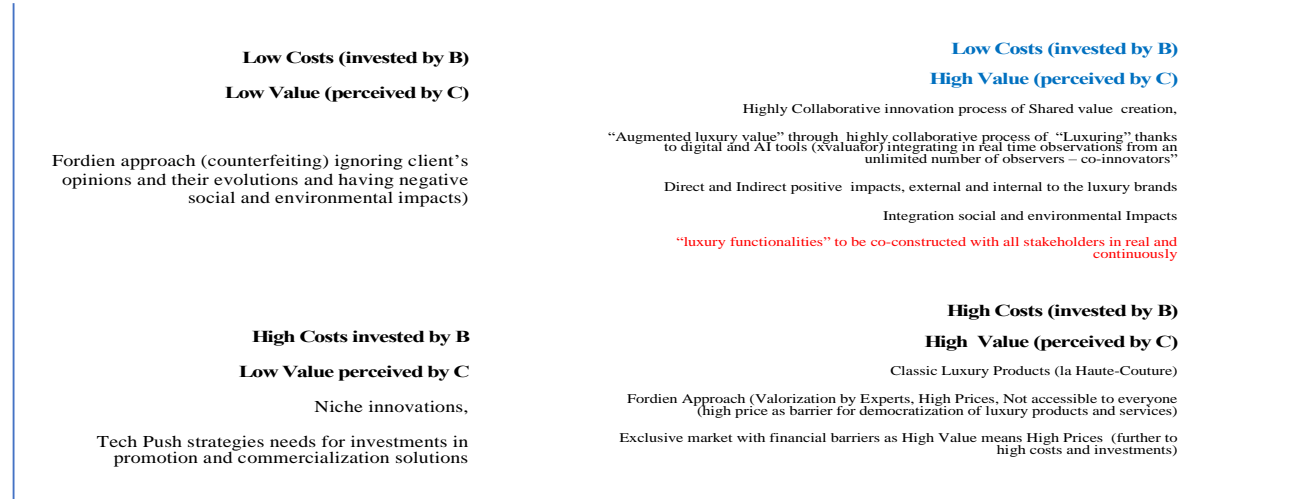 Low Costs (invested by B)
Low Value (perceived by C)
Fordien approach (counterfeiting) ignoring client’s
opinions and their evolutions and having negative
social and environmental impacts)
Low Costs (invested by B)
High Value (perceived by C)
Highly Collaborative innovation process of Shared value creation,
“Augmented luxury value” through highly collaborative process of “Luxuring” thanks
to digital and AI tools (xvaluator) integrating in real time observations from an
unlimited number of observers – co-innovators”
Direct and Indirect positive impacts, external and internal to the luxury brands
Integration social and environmental Impacts
“luxury functionalities” to be co-constructed with all stakeholders in real and
continuously
High Costs invested by B
Low Value perceived by C
Niche innovations,
Tech Push strategies needs for investments in
promotion and commercialization solutions
High Costs (invested by B)
High Value (perceived by C)
Classic Luxury Products (la Haute-Couture)
Fordien Approach (Valorization by Experts, High Prices, Not accessible to everyone
(high price as barrier for democratization of luxury products and services)
Exclusive market with financial barriers as High Value means High Prices (further to
high costs and investments)